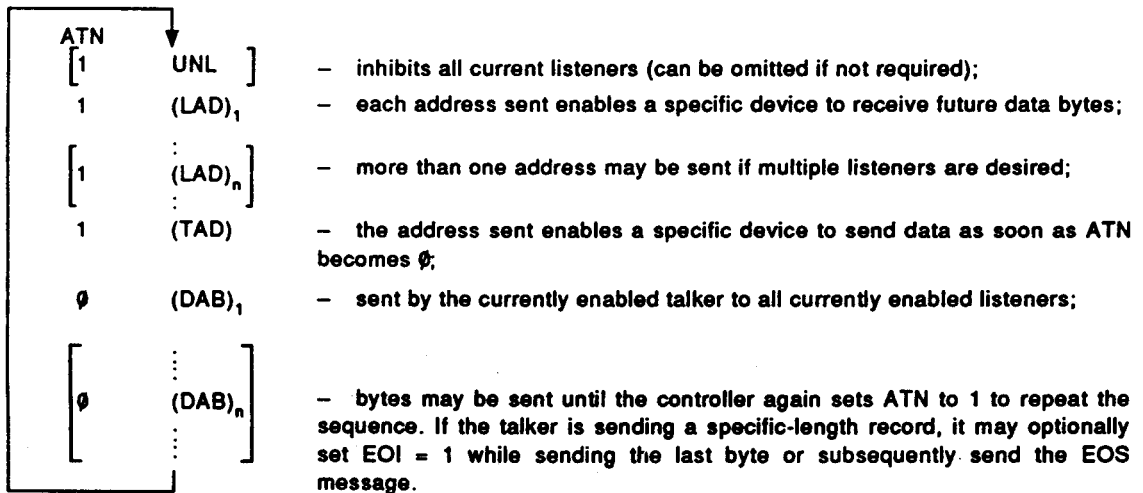 ATN
[1 UNL ] – inhibits all current listeners (can be omitted if not required);
1 (LAD)1 – each address sent enables a specific device to receive future data bytes;
[1 (LAD)n] – more than one address may be sent if multiple listeners are desired;
1 (TAD) – the address sent enables a specific device to send data as soon as ATN
becomes Ø;
Ø (DAB)1 – sent by the currently enabled talker to all currently enabled listeners;
[Ø (DAB)n] – bytes may be sent until the controller again sets ATN to 1 to repeat the
sequence. If the talker is sending a specific-length record, it may optionally
set EOI = 1 while sending the last byte or subsequently send the EOS
message.